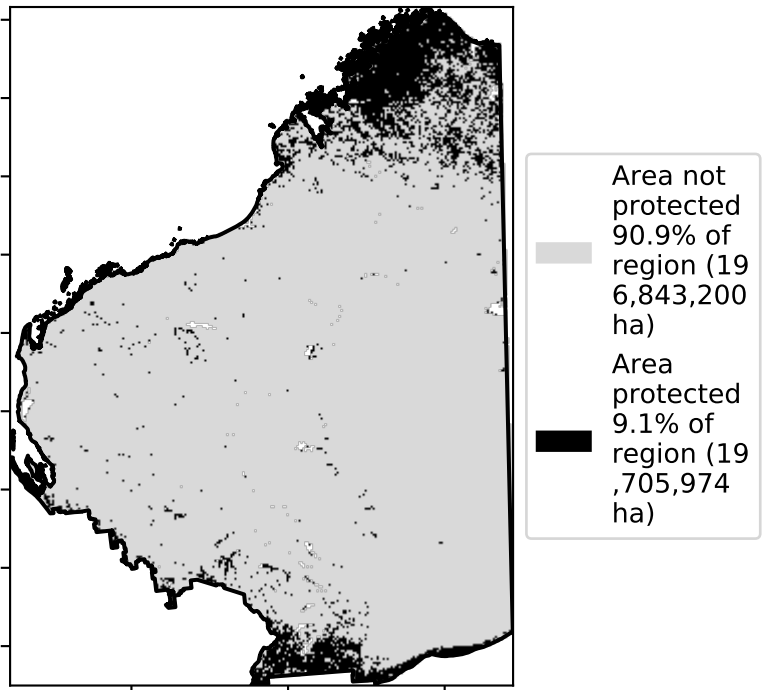 Area not
protected
90.9% of
region (19
6,843,200
ha)
Area
protected
9.1% of
region (19
,705,974
ha)